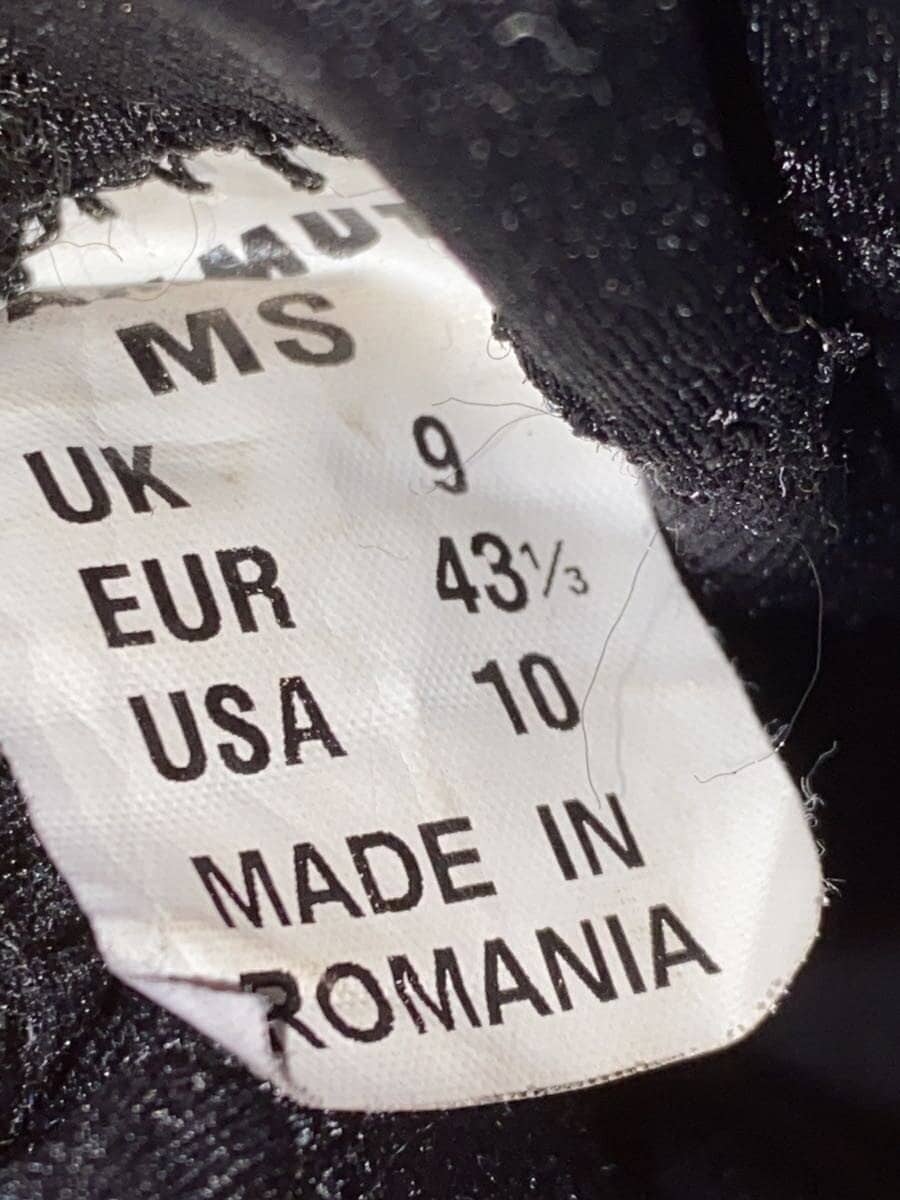 MS
UK 9
EUR 43⅓
USA 10
MADE IN
ROMANIA